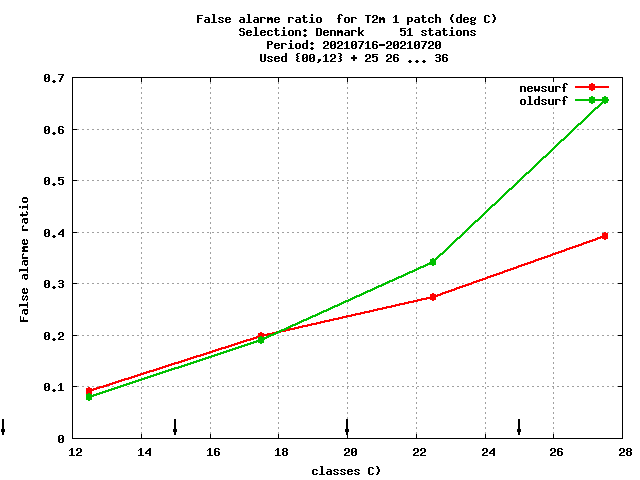 False alarme ratio  for T2m 1 patch (deg C)
Selection: Denmark     51 stations
Period: 20210716-20210720
Used {00,12} + 25 26 ... 36
newsurf
oldsurf
False alarme ratio
0.7
0.6
0.5
0.4
0.3
0.2
0.1
0
12 14 16 18 20 22 24 26 28
classes C)